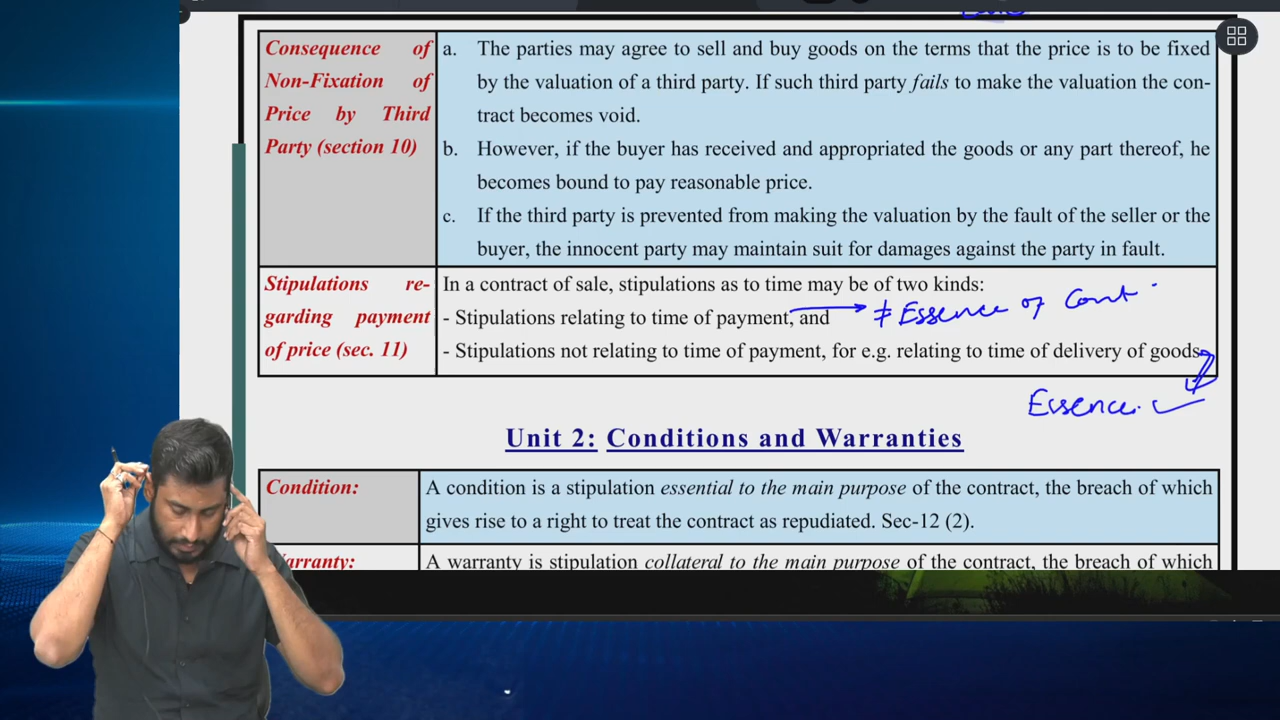 Consequence of
Non-Fixation of
Price by Third
Party (section 10)
a. The parties may agree to sell and buy goods on the terms that the price is to be fixed
by the valuation of a third party. If such third party fails to make the valuation the con-
tract becomes void.
b. However, if the buyer has received and appropriated the goods or any part thereof, he
becomes bound to pay reasonable price.
c. If the third party is prevented from making the valuation by the fault of the seller or the
buyer, the innocent party may maintain suit for damages against the party in fault.
Stipulations re-
garding payment
of price (sec. 11)
In a contract of sale, stipulations as to time may be of two kinds:
- Stipulations relating to time of payment, and
≠ Essence of Cont.
- Stipulations not relating to time of payment, for e.g. relating to time of delivery of goods
Essence.
Unit 2: Conditions and Warranties
Condition:
A condition is a stipulation essential to the main purpose of the contract, the breach of which
gives rise to a right to treat the contract as repudiated. Sec-12 (2).
Warranty:
A warranty is stipulation collateral to the main purpose of the contract, the breach of which